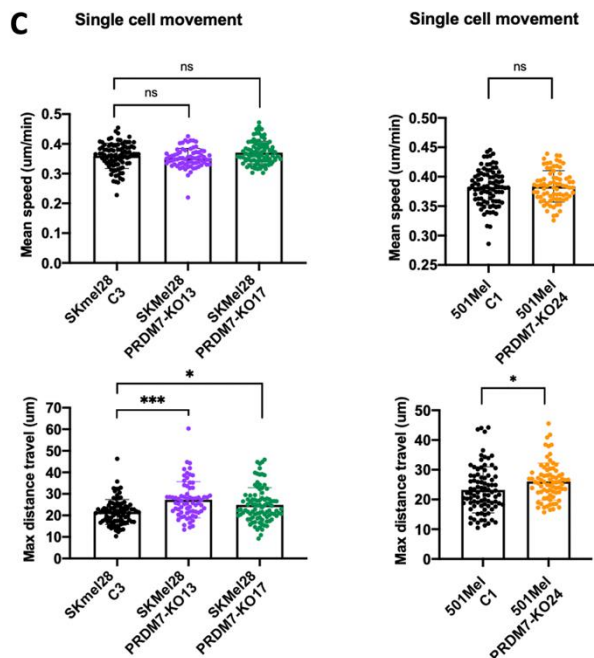 C
Single cell movement
ns
ns
Mean speed (um/min)
0.5
0.4
0.3
0.2
0.1
0.0
SKmel28
C3
SKMel28
PRDM7-KO13
SKMel28
PRDM7-KO17
Single cell movement
ns
Mean speed (um/min)
0.50
0.45
0.40
0.35
0.30
0.25
501Mel
C1
501Mel
PRDM7-KO24
*
***
Max distance travel (um)
70
60
50
40
30
20
10
0
SKmel28
C3
SKMel28
PRDM7-KO13
SKMel28
PRDM7-KO17
*
Max distance travel (um)
50
40
30
20
10
0
501Mel
C1
501Mel
PRDM7-KO24